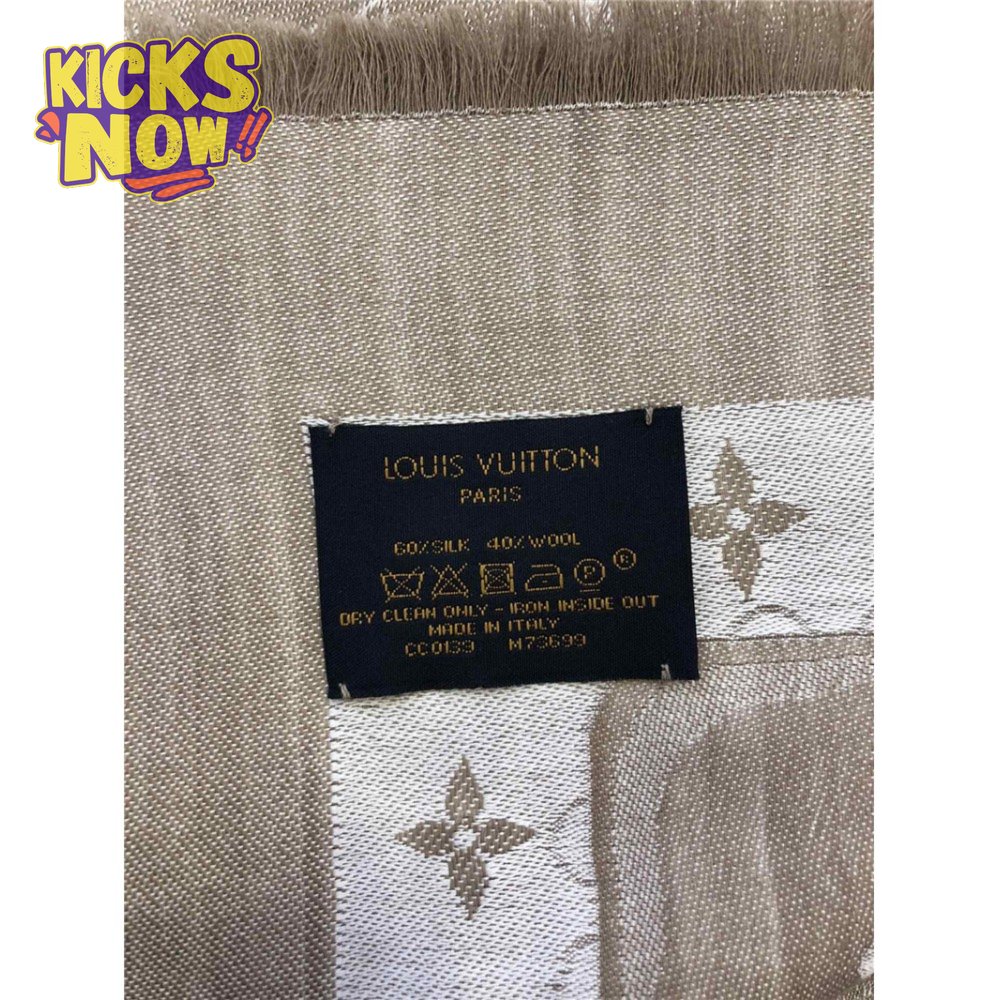 KICKS
NOW!!
LOUIS VUITTON
PARIS
60% SILK 40% WOOL
P
DRY CLEAN ONLY - IRON INSIDE OUT
MADE IN ITALY
CC0139 M73699